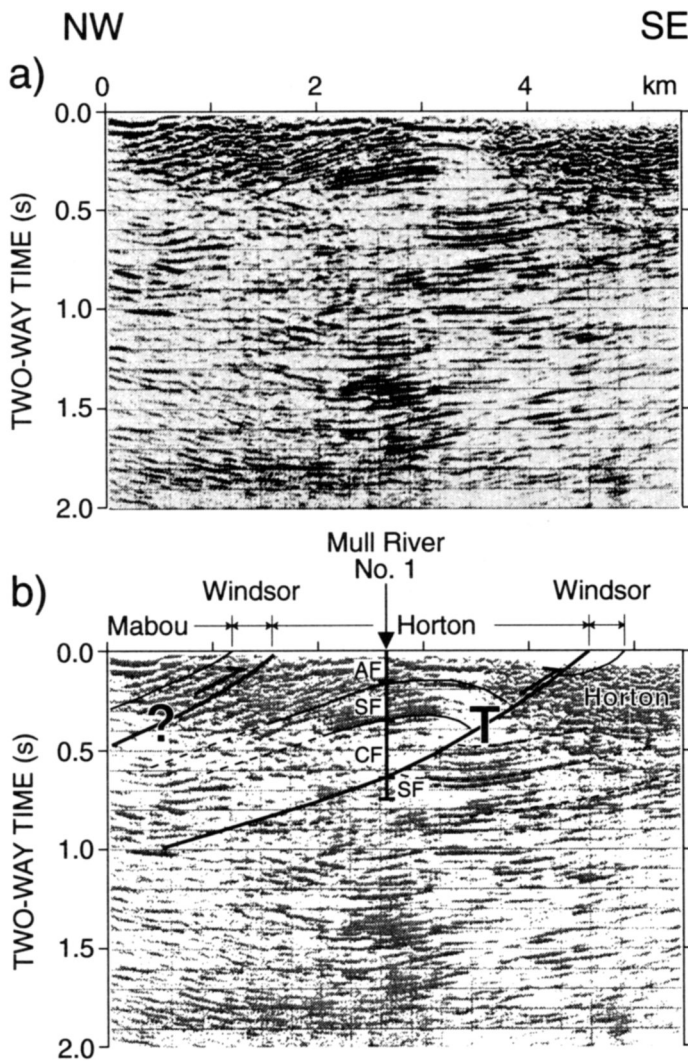 NW SE
a)
0 2 4 km
0.0
0.5
1.0
1.5
2.0
TWO-WAY TIME (s)
Mull River
No. 1
b)
Windsor Windsor
Mabou Horton
0.0
0.5
1.0
1.5
2.0
TWO-WAY TIME (s)
AF
SF
CF
SF
?
T
Horton